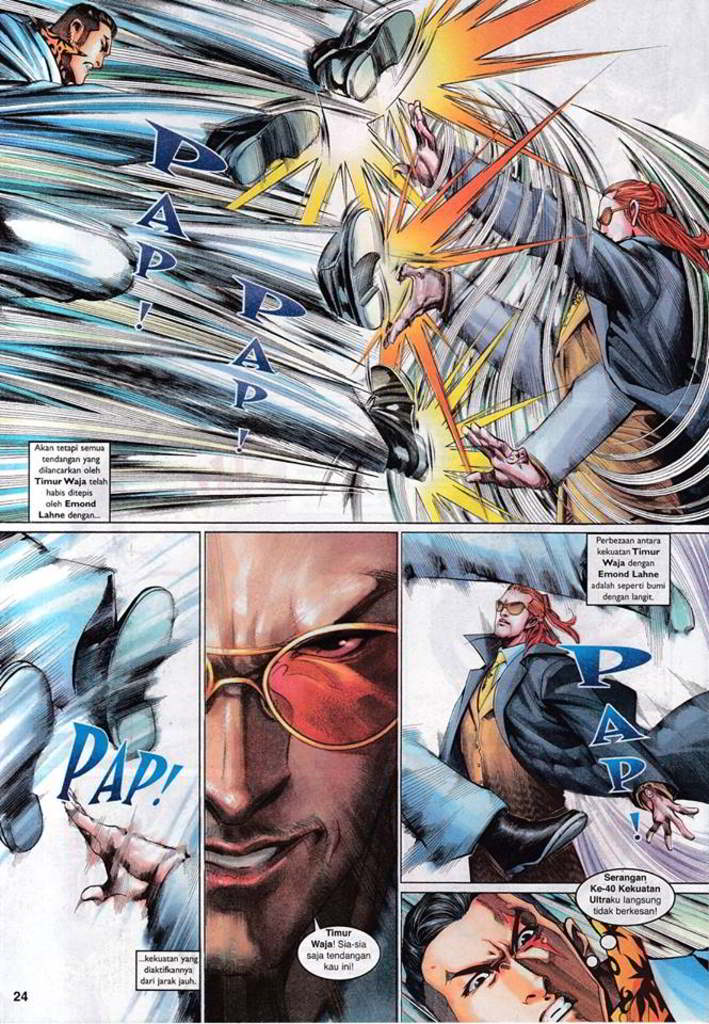 PAP!
PAP!
Akan tetapi semua
tendangan yang
dilancarkan oleh
Timur Waja telah
habis ditepis
oleh Emond
Lahne dengan...
PAP!
...kekuatan yang
diaktifkannya
dari jarak jauh.
Timur
Waja! Sia-sia
saja tendangan
kau ini!
Perbezaan antara
kekuatan Timur
Waja dengan
Emond Lahne
adalah seperti bumi
dengan langit.
PAP!
Serangan
Ke-40 Kekuatan
Ultraku langsung
tidak berkesan!
24